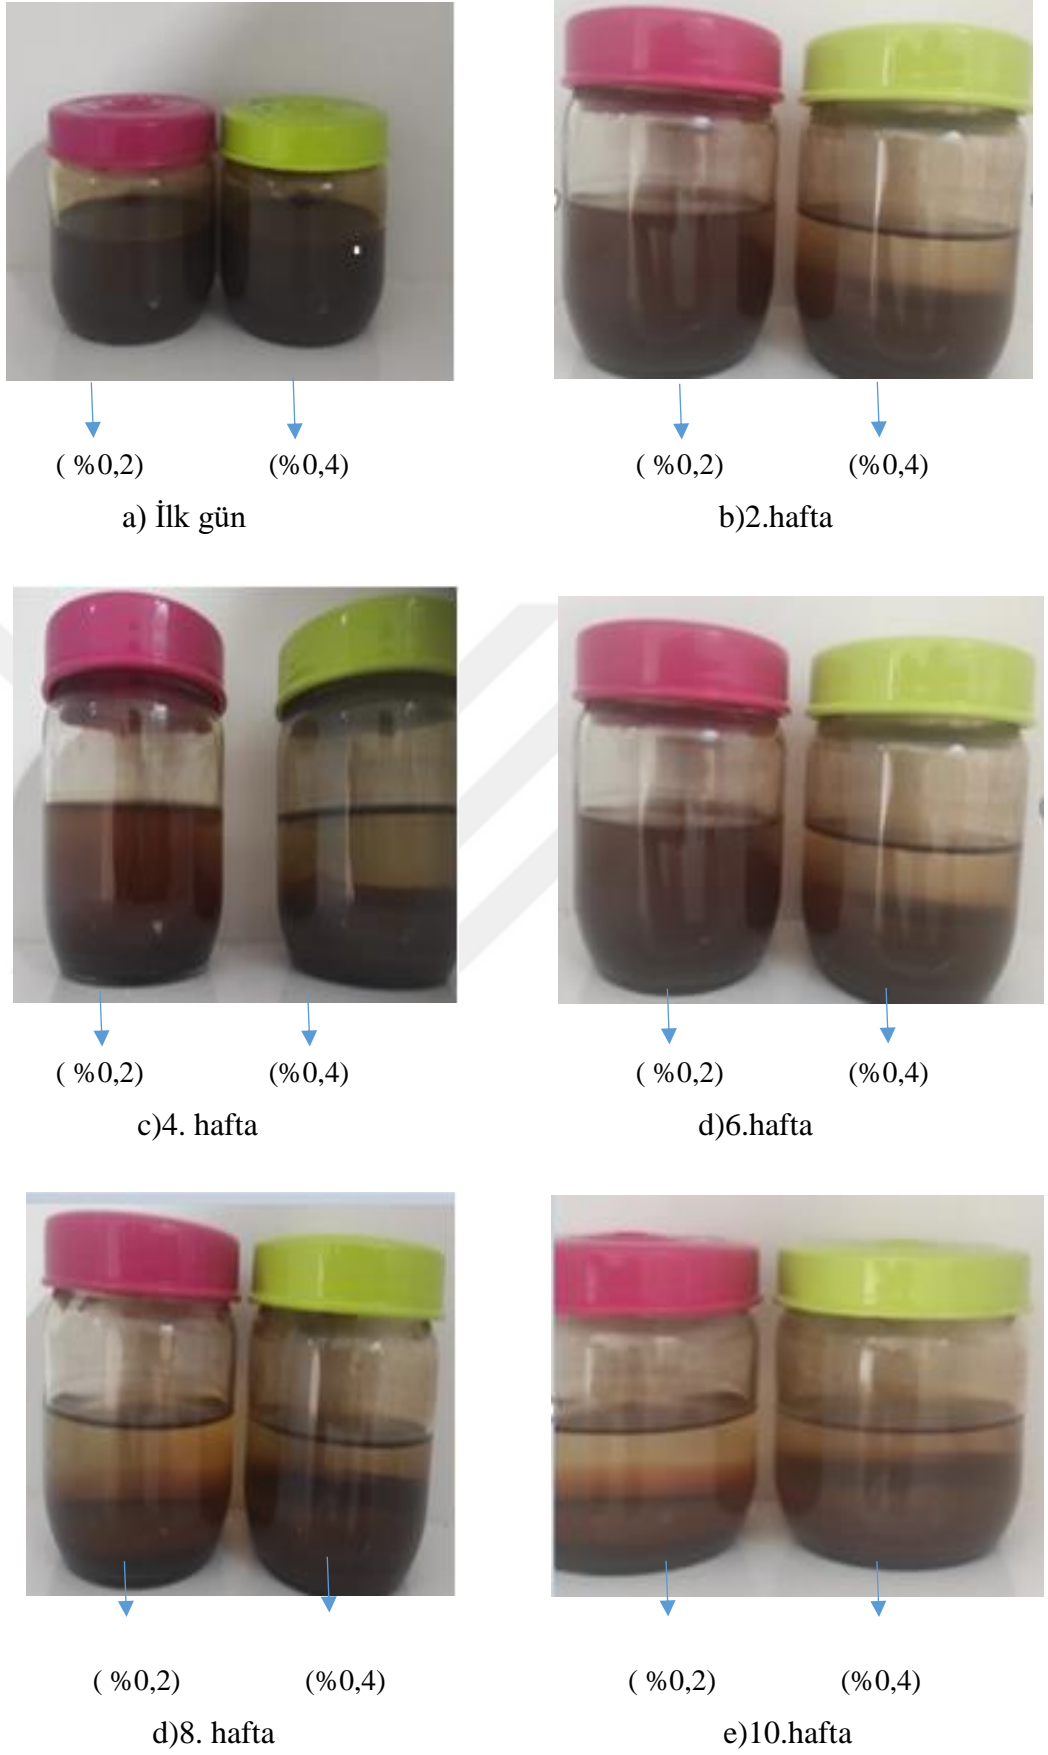 ( %0,2) (%0,4) ( %0,2) (%0,4)
a) İlk gün b)2.hafta
( %0,2) (%0,4) ( %0,2) (%0,4)
c)4. hafta d)6.hafta
( %0,2) (%0,4) ( %0,2) (%0,4)
d)8. hafta e)10.hafta